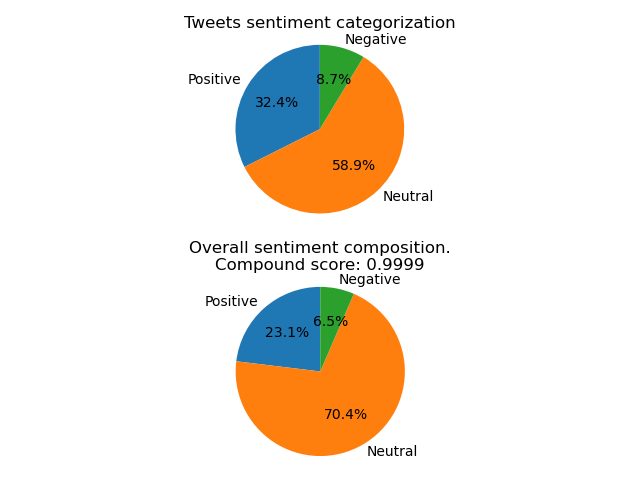 Tweets sentiment categorization
Negative
Positive
8.7%
32.4%
58.9%
Neutral
Overall sentiment composition.
Compound score: 0.9999
Negative
Positive
6.5%
23.1%
70.4%
Neutral